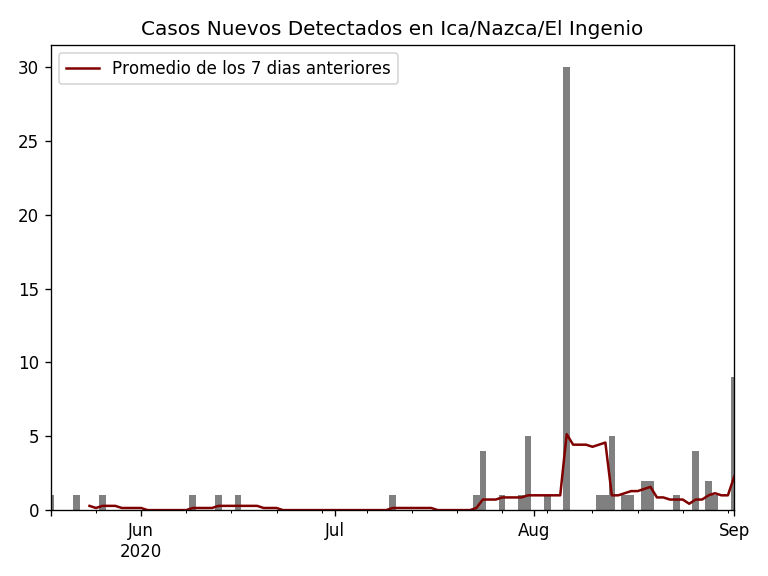 Casos Nuevos Detectados en Ica/Nazca/El Ingenio
Promedio de los 7 dias anteriores
30
25
20
15
10
5
0
Jun
2020
Jul
Aug
Sep